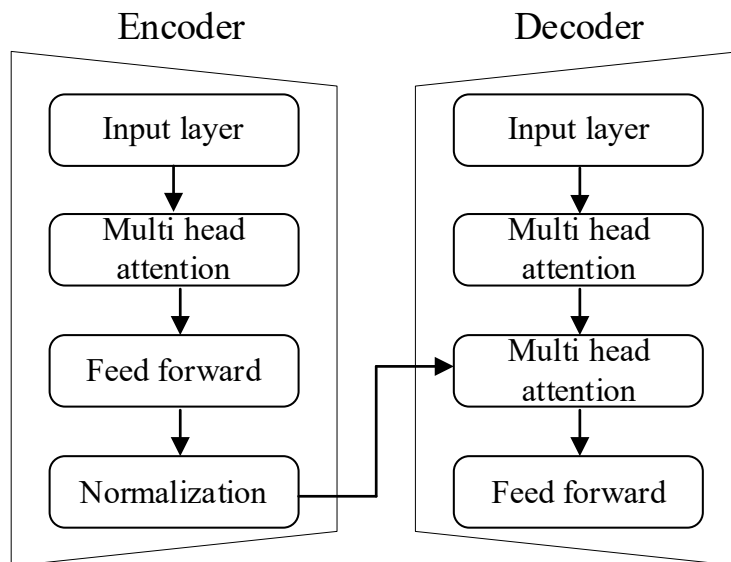 Encoder
Input layer
Multi head
attention
Feed forward
Normalization
Decoder
Input layer
Multi head
attention
Multi head
attention
Feed forward